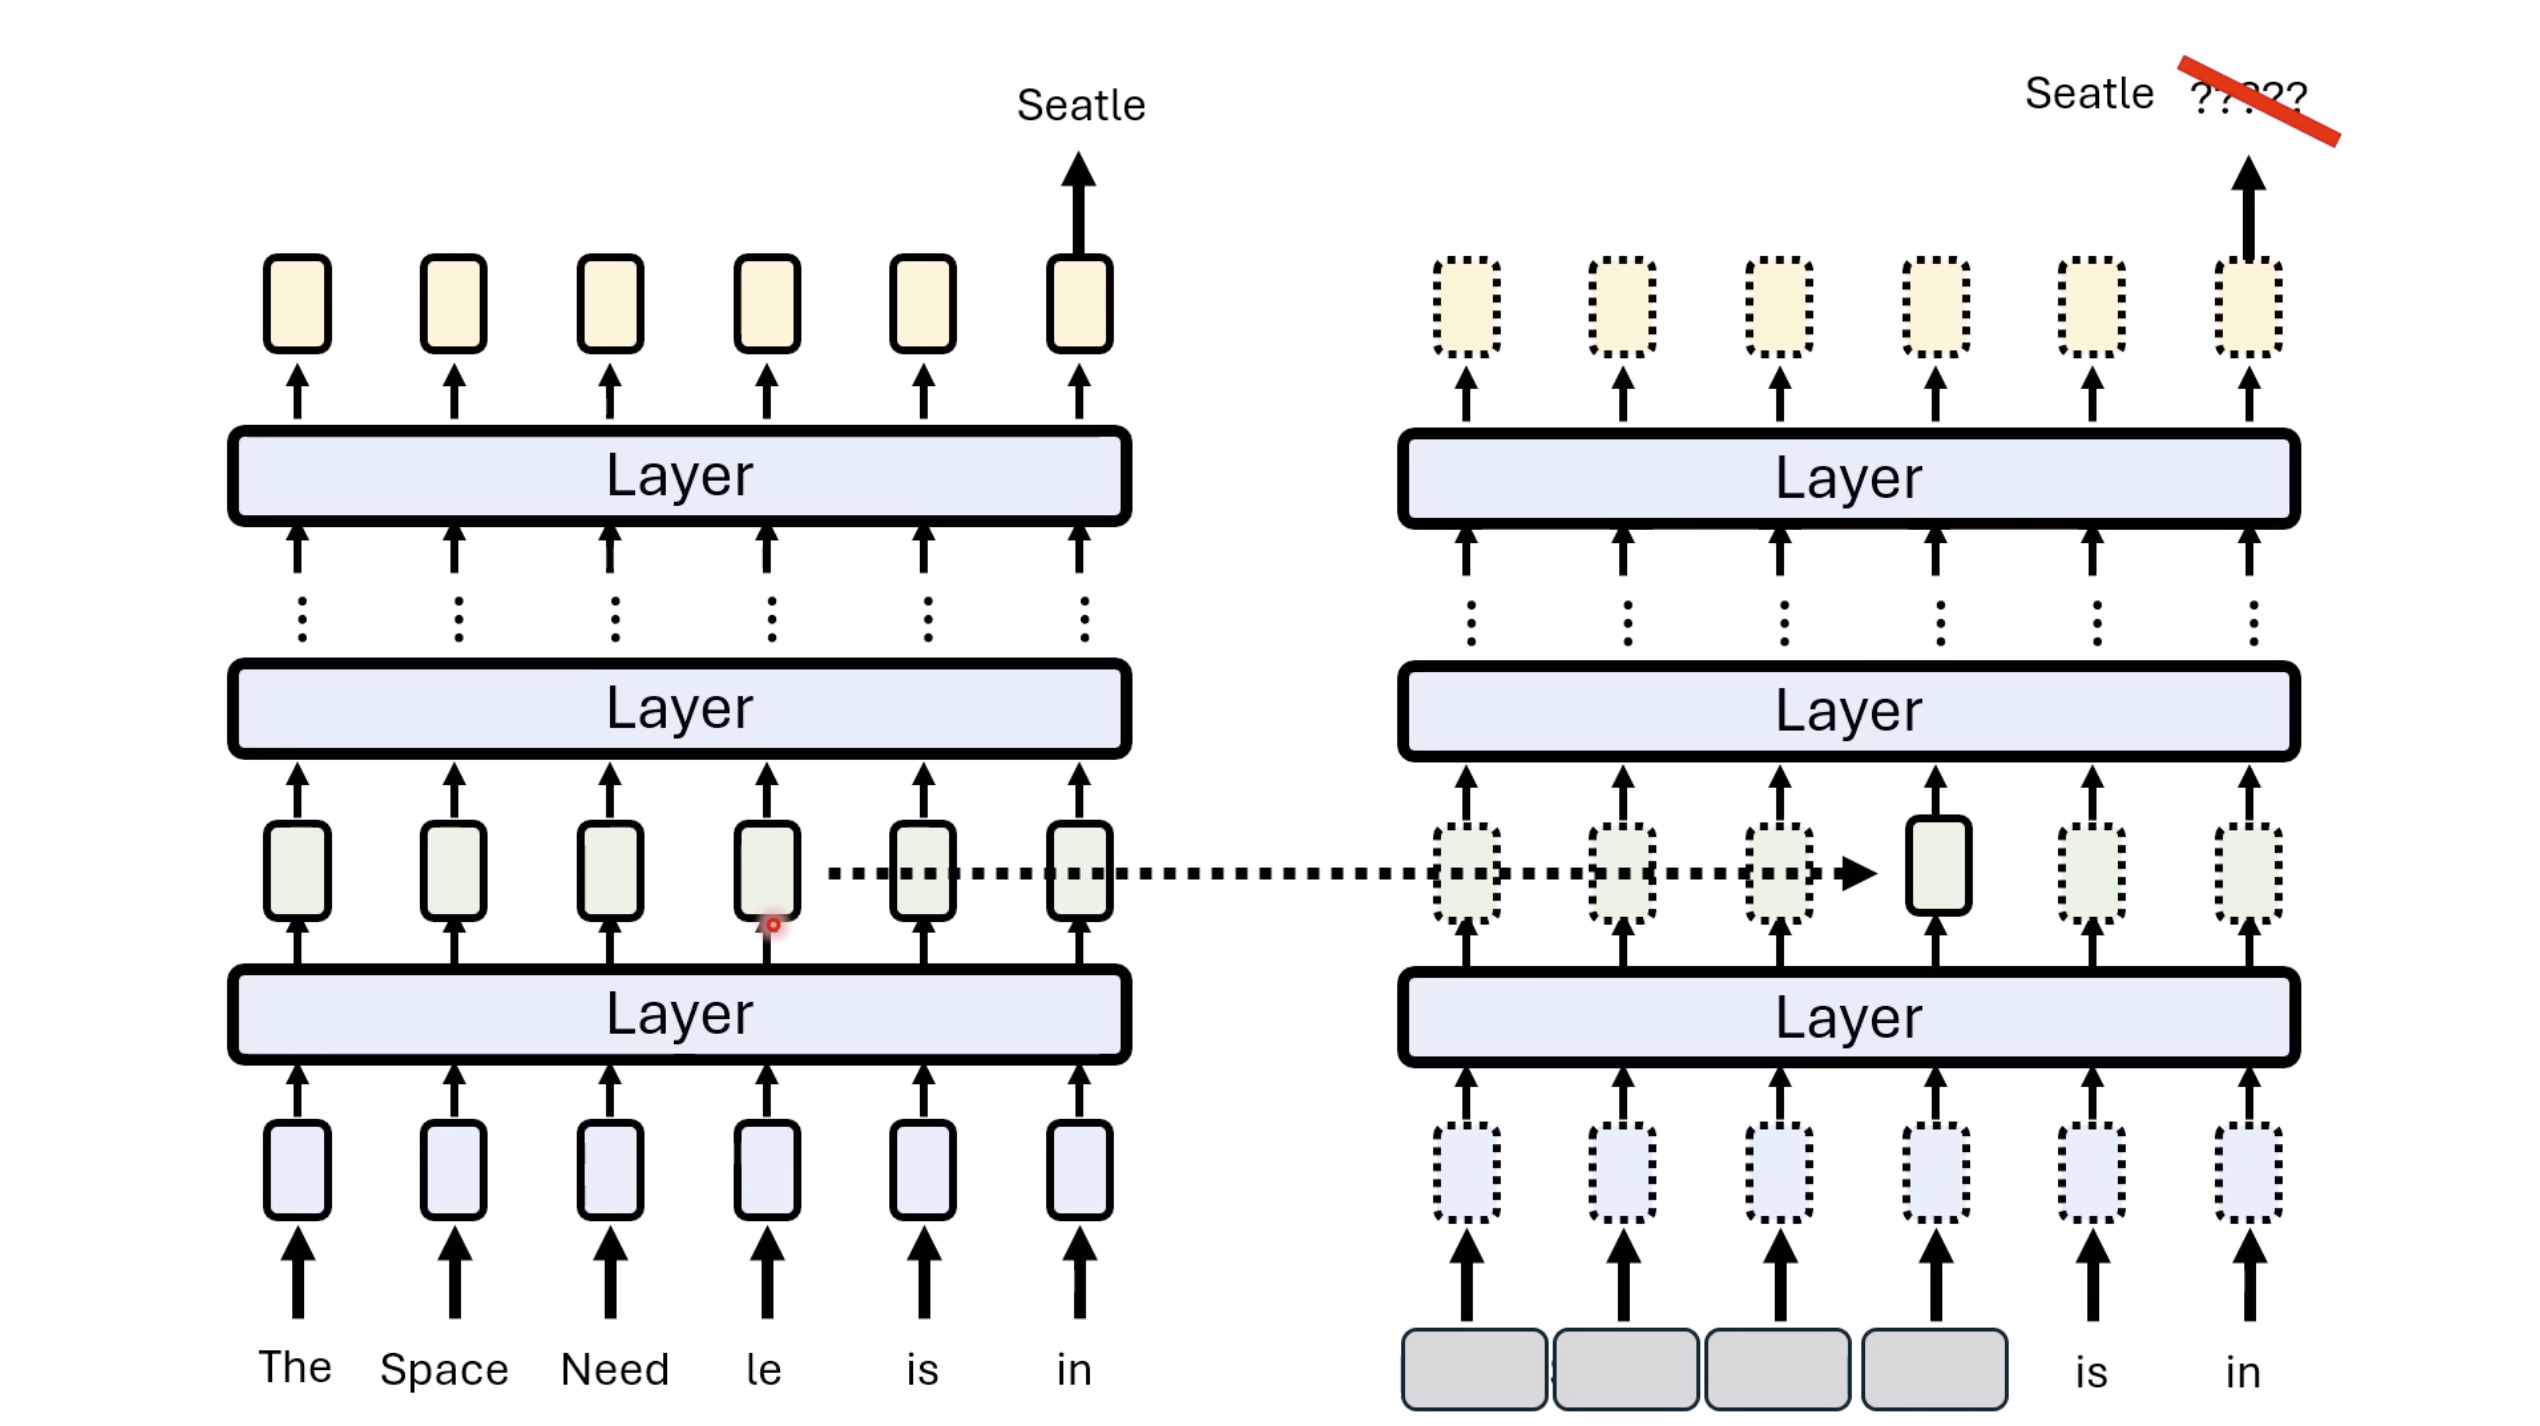 Seatle
Layer
Layer
Layer
The Space Need le is in
Seatle ?????
Layer
Layer
Layer
is in